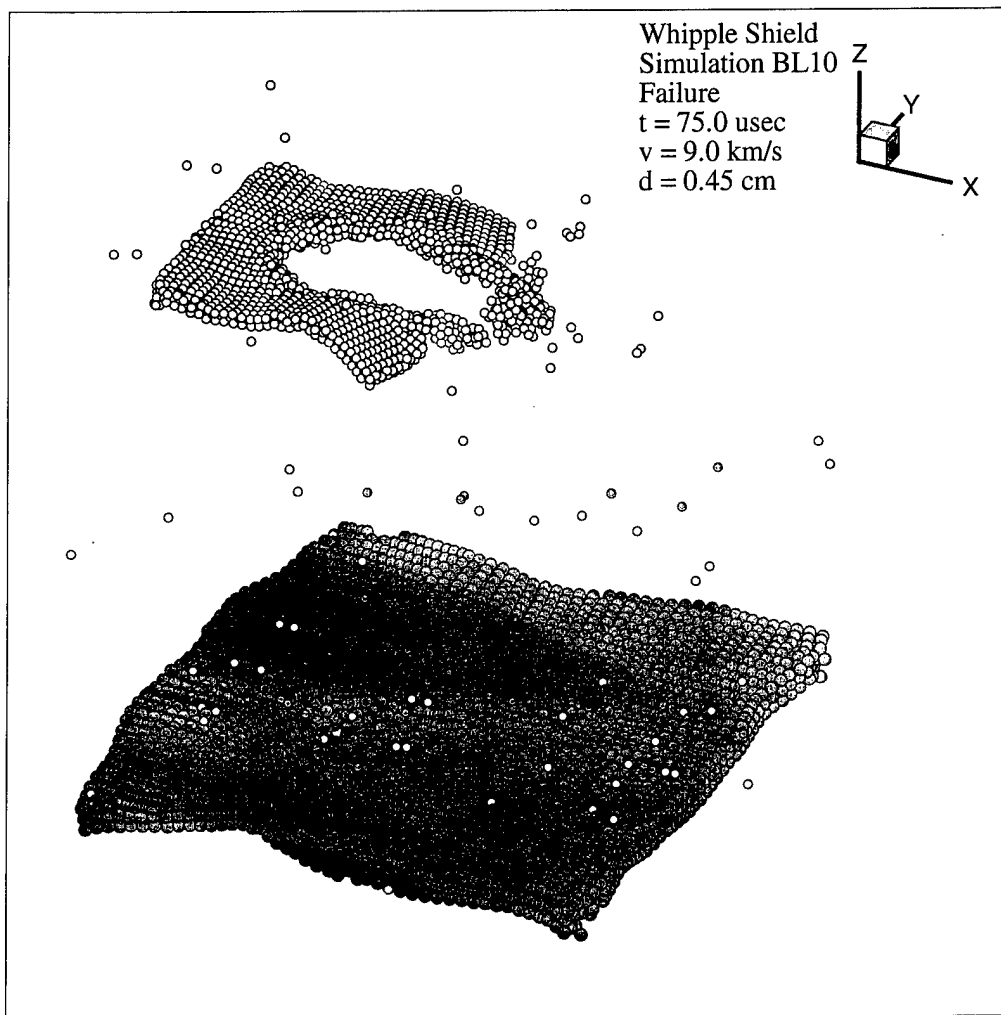 Whipple Shield
Simulation BL10
Failure
t = 75.0 usec
v = 9.0 km/s
d = 0.45 cm
Z
Y
X